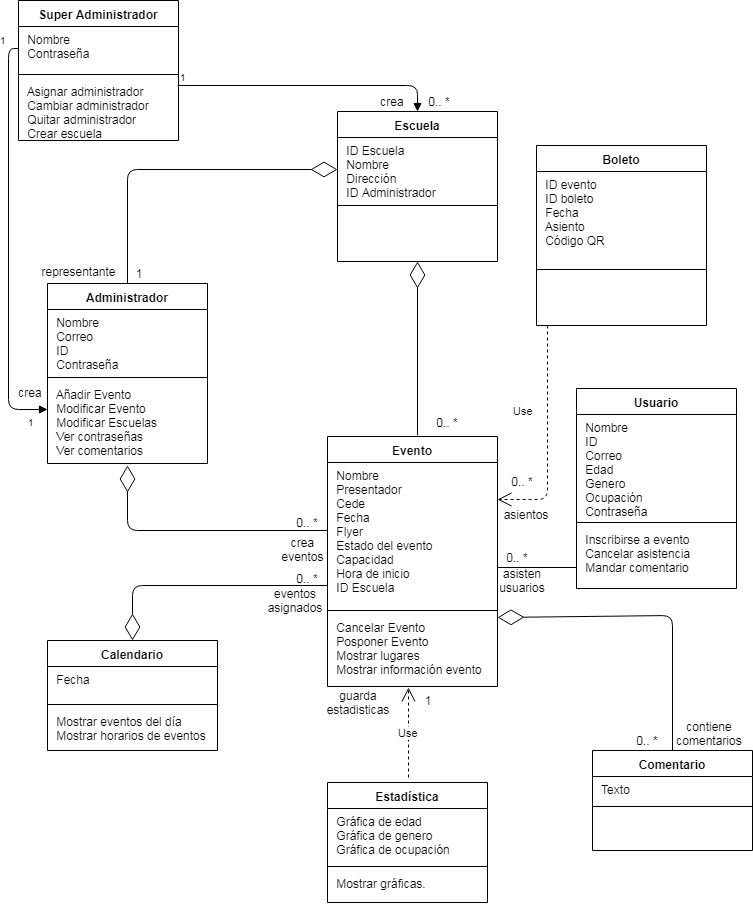 Super Administrador
Nombre
Contraseña
Asignar administrador
Cambiar administrador
Quitar administrador
Crear escuela
1
1
crea
0.. *
Escuela
ID Escuela
Nombre
Dirección
ID Administrador
Boleto
ID evento
ID boleto
Fecha
Asiento
Código QR
representante
1
Administrador
Nombre
Correo
ID
Contraseña
Añadir Evento
Modificar Evento
Modificar Escuelas
Ver contraseñas
Ver comentarios
crea
1
0.. *
Use
0.. *
asientos
Usuario
Nombre
ID
Correo
Edad
Genero
Ocupación
Contraseña
Inscribirse a evento
Cancelar asistencia
Mandar comentario
Evento
Nombre
Presentador
Cede
Fecha
Flyer
Estado del evento
Capacidad
Hora de inicio
ID Escuela
Cancelar Evento
Posponer Evento
Mostrar lugares
Mostrar información evento
0.. *
crea
eventos
0.. *
eventos
asignados
0.. *
asisten
usuarios
Calendario
Fecha
Mostrar eventos del día
Mostrar horarios de eventos
guarda
estadisticas
1
Use
contiene
comentarios
0.. *
Comentario
Texto
Estadística
Gráfica de edad
Gráfica de genero
Gráfica de ocupación
Mostrar gráficas.